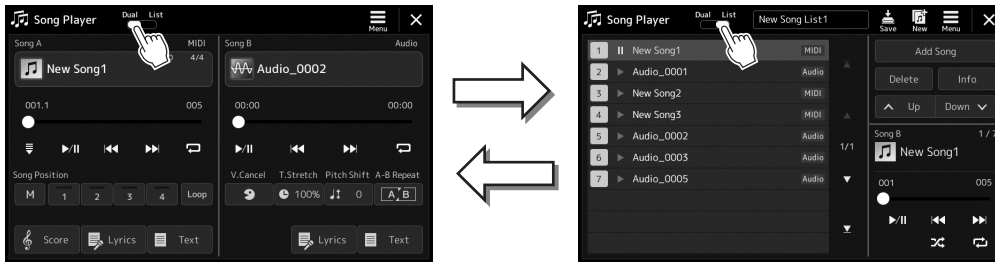 Song Player Dual List Menu
Song A MIDI
4/4
New Song1
001.1 005
Song Position
M 1 2 3 4 Loop
Score Lyrics Text
Song B Audio
Audio_0002
00:00 00:00
V.Cancel T.Stretch Pitch Shift A-B Repeat
100% 0 A B
Lyrics Text
Song Player Dual List New Song List1 Save New Menu
1 New Song1 MIDI
2 Audio_0001 Audio
3 New Song2 MIDI
4 New Song3 MIDI
5 Audio_0002 Audio
6 Audio_0003 Audio
7 Audio_0005 Audio
1/1
Add Song
Delete Info
Up Down
Song B 1 / 7
New Song1
001 005